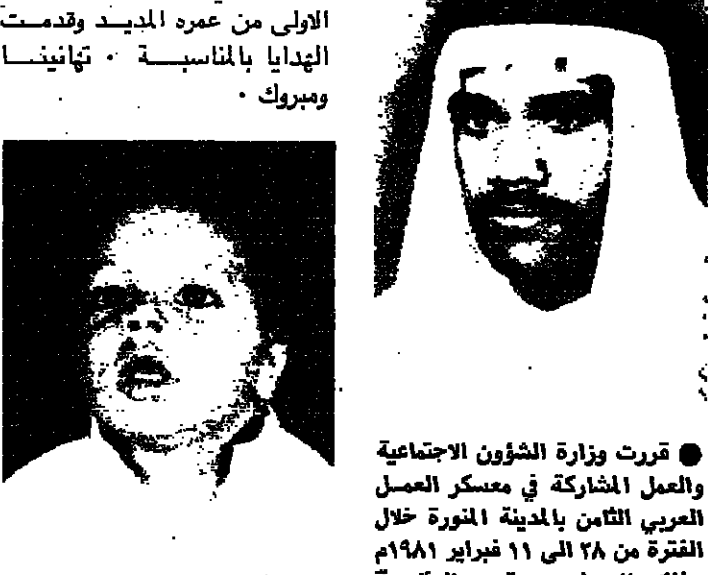 الاولى من عمره المديد وقدمت
الهدايا بالمناسبة . تهانينا
ومبروك .
● قررت وزارة الشؤون الاجتماعية
والعمل المشاركة في معسكر العمل
العربي الثامن بالمدينة المنورة خلال
الفترة من ٢٨ الى ١١ فبراير ١٩٨١م